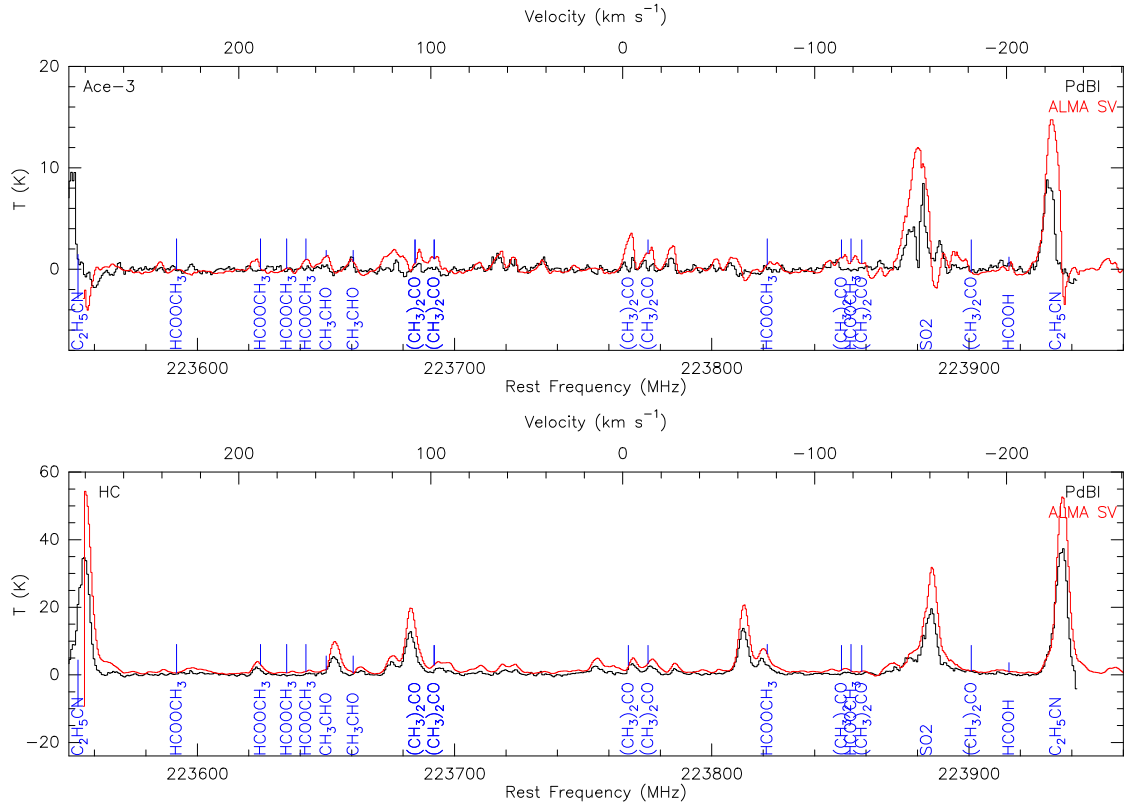 Velocity (km s⁻¹)
200 100 0 −100 −200
Ace−3
PdBI
ALMA SV
20
10
0
T (K)
C₂H₅CN HCOOCH₃ HCOOCH₃ HCOOCH₃ HCOOCH₃ CH₃CHO CH₃CHO (CH₃)₂CO (CH₃)₂CO (CH₃)₂CO (CH₃)₂CO HCOOCH₃ (CH₃)₂CO HCOOCH₃ (CH₃)₂CO SO2 (CH₃)₂CO HCOOH C₂H₅CN
223600 223700 223800 223900
Rest Frequency (MHz)
Velocity (km s⁻¹)
200 100 0 −100 −200
HC
PdBI
ALMA SV
60
40
20
0
−20
T (K)
C₂H₅CN HCOOCH₃ HCOOCH₃ HCOOCH₃ HCOOCH₃ CH₃CHO CH₃CHO (CH₃)₂CO (CH₃)₂CO (CH₃)₂CO (CH₃)₂CO HCOOCH₃ (CH₃)₂CO HCOOCH₃ (CH₃)₂CO SO2 (CH₃)₂CO HCOOH C₂H₅CN
223600 223700 223800 223900
Rest Frequency (MHz)